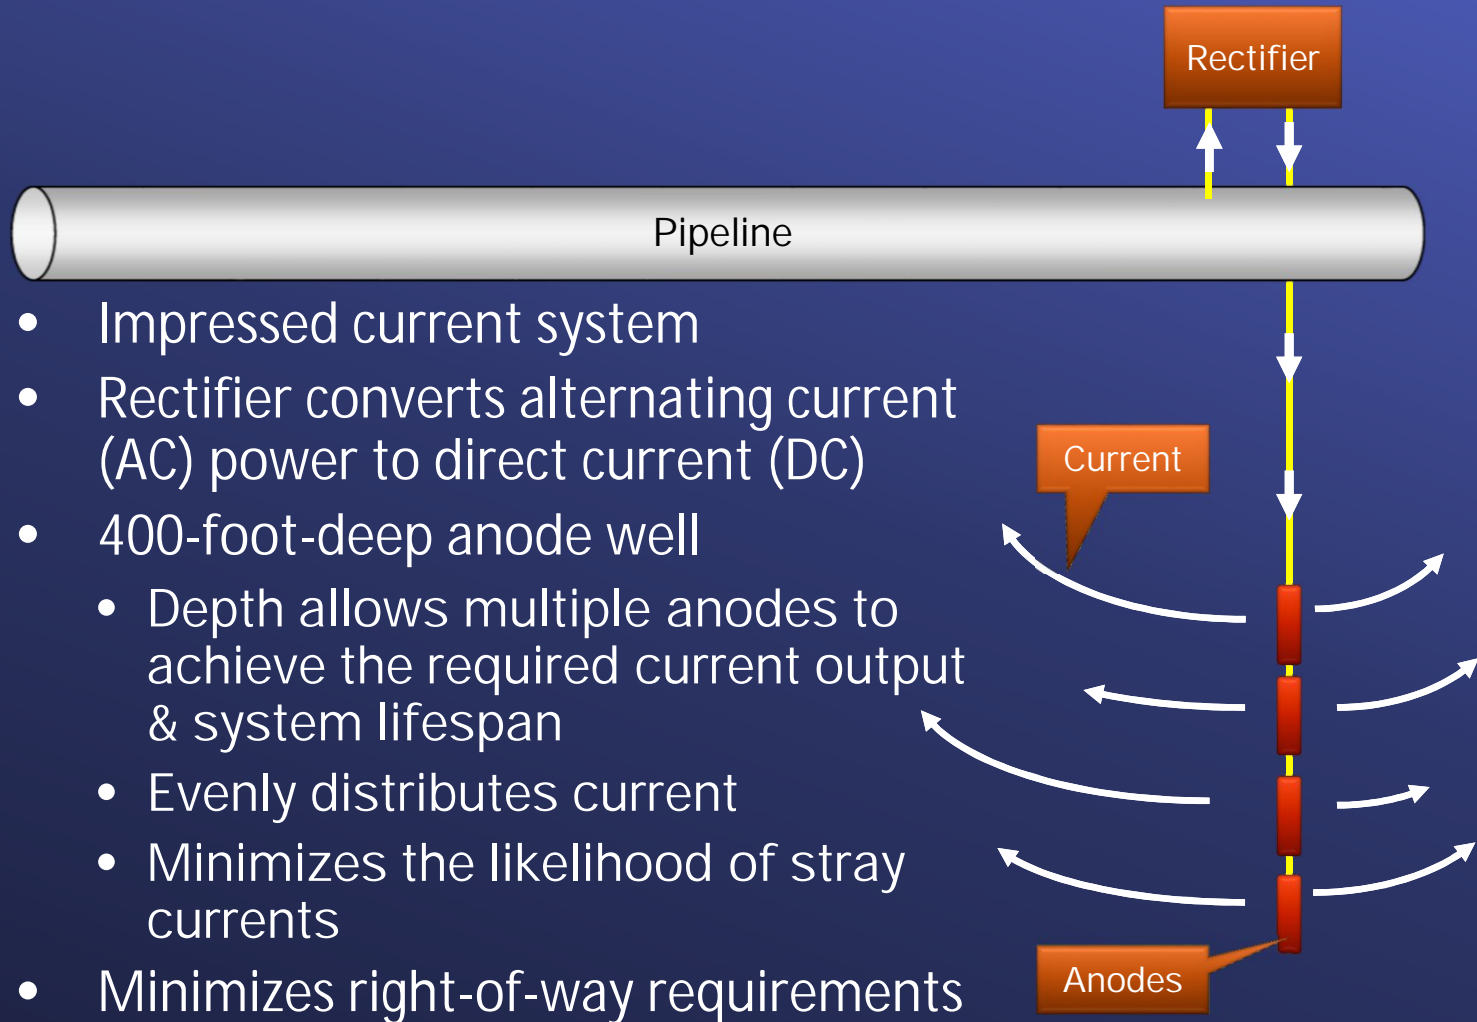 Rectifier
Pipeline
• Impressed current system
• Rectifier converts alternating current
(AC) power to direct current (DC)
Current
• 400-foot-deep anode well
• Depth allows multiple anodes to
achieve the required current output
& system lifespan
• Evenly distributes current
• Minimizes the likelihood of stray
currents
Anodes
• Minimizes right-of-way requirements